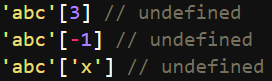 'abc'[3] // undefined
'abc'[-1] // undefined
'abc'['x'] // undefined